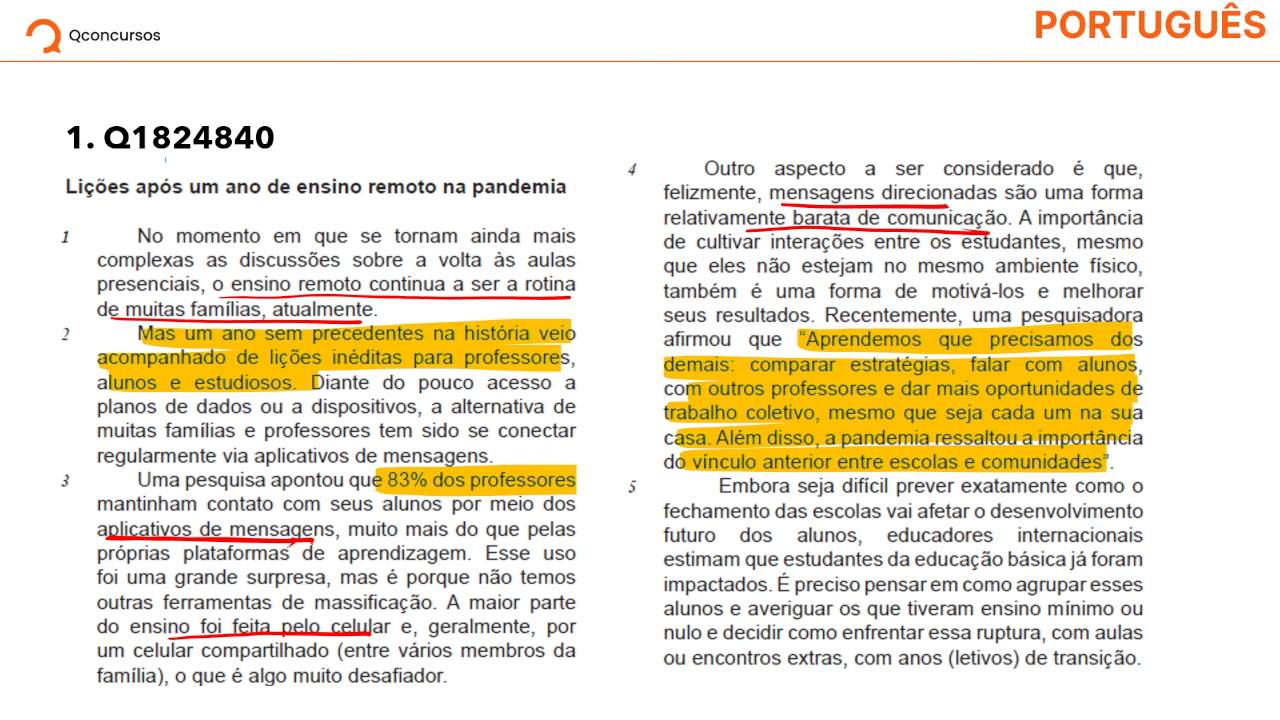 Qconcursos
PORTUGUÊS
1. Q1824840
Lições após um ano de ensino remoto na pandemia
1 No momento em que se tornam ainda mais
complexas as discussões sobre a volta às aulas
presenciais, o ensino remoto continua a ser a rotina
de muitas famílias, atualmente.
2 Mas um ano sem precedentes na história veio
acompanhado de lições inéditas para professores,
alunos e estudiosos. Diante do pouco acesso a
planos de dados ou a dispositivos, a alternativa de
muitas famílias e professores tem sido se conectar
regularmente via aplicativos de mensagens.
3 Uma pesquisa apontou que 83% dos professores
mantinham contato com seus alunos por meio dos
aplicativos de mensagens, muito mais do que pelas
próprias plataformas de aprendizagem. Esse uso
foi uma grande surpresa, mas é porque não temos
outras ferramentas de massificação. A maior parte
do ensino foi feita pelo celular e, geralmente, por
um celular compartilhado (entre vários membros da
família), o que é algo muito desafiador.
4 Outro aspecto a ser considerado é que,
felizmente, mensagens direcionadas são uma forma
relativamente barata de comunicação. A importância
de cultivar interações entre os estudantes, mesmo
que eles não estejam no mesmo ambiente físico,
também é uma forma de motivá-los e melhorar
seus resultados. Recentemente, uma pesquisadora
afirmou que “Aprendemos que precisamos dos
demais: comparar estratégias, falar com alunos,
com outros professores e dar mais oportunidades de
trabalho coletivo, mesmo que seja cada um na sua
casa. Além disso, a pandemia ressaltou a importância
do vínculo anterior entre escolas e comunidades”.
5 Embora seja difícil prever exatamente como o
fechamento das escolas vai afetar o desenvolvimento
futuro dos alunos, educadores internacionais
estimam que estudantes da educação básica já foram
impactados. É preciso pensar em como agrupar esses
alunos e averiguar os que tiveram ensino mínimo ou
nulo e decidir como enfrentar essa ruptura, com aulas
ou encontros extras, com anos (letivos) de transição.